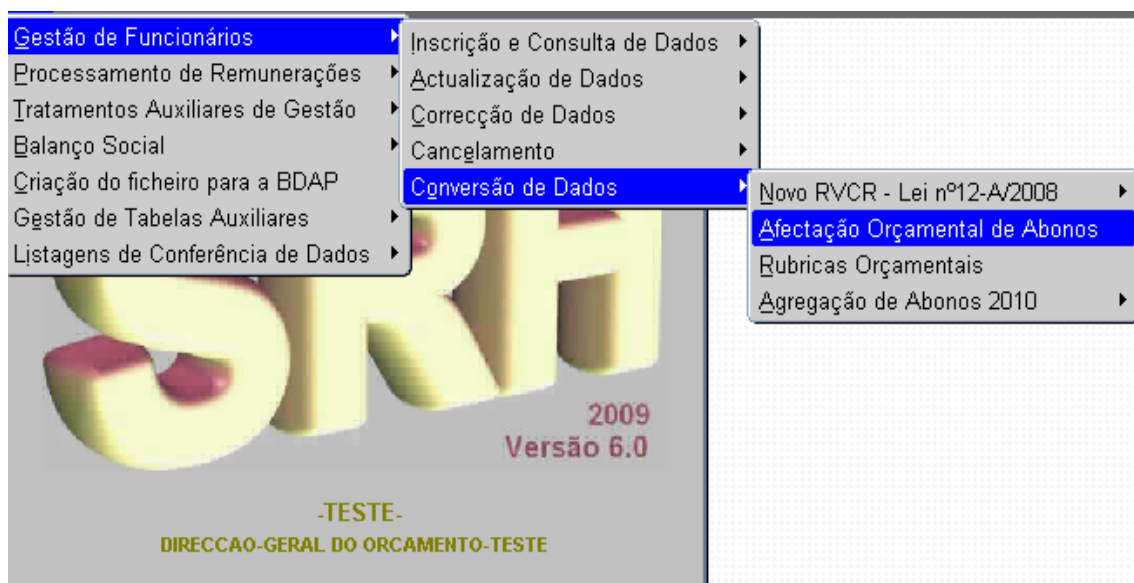 Gestão de Funcionários
Processamento de Remunerações
Tratamentos Auxiliares de Gestão
Balanço Social
Criação do ficheiro para a BDAP
Gestão de Tabelas Auxiliares
Listagens de Conferência de Dados
Inscrição e Consulta de Dados
Actualização de Dados
Correcção de Dados
Cancelamento
Conversão de Dados
Novo RVCR - Lei nº12-A/2008
Afectação Orçamental de Abonos
Rubricas Orçamentais
Agregação de Abonos 2010
SRH
2009
Versão 6.0
-TESTE-
DIRECCAO-GERAL DO ORCAMENTO-TESTE